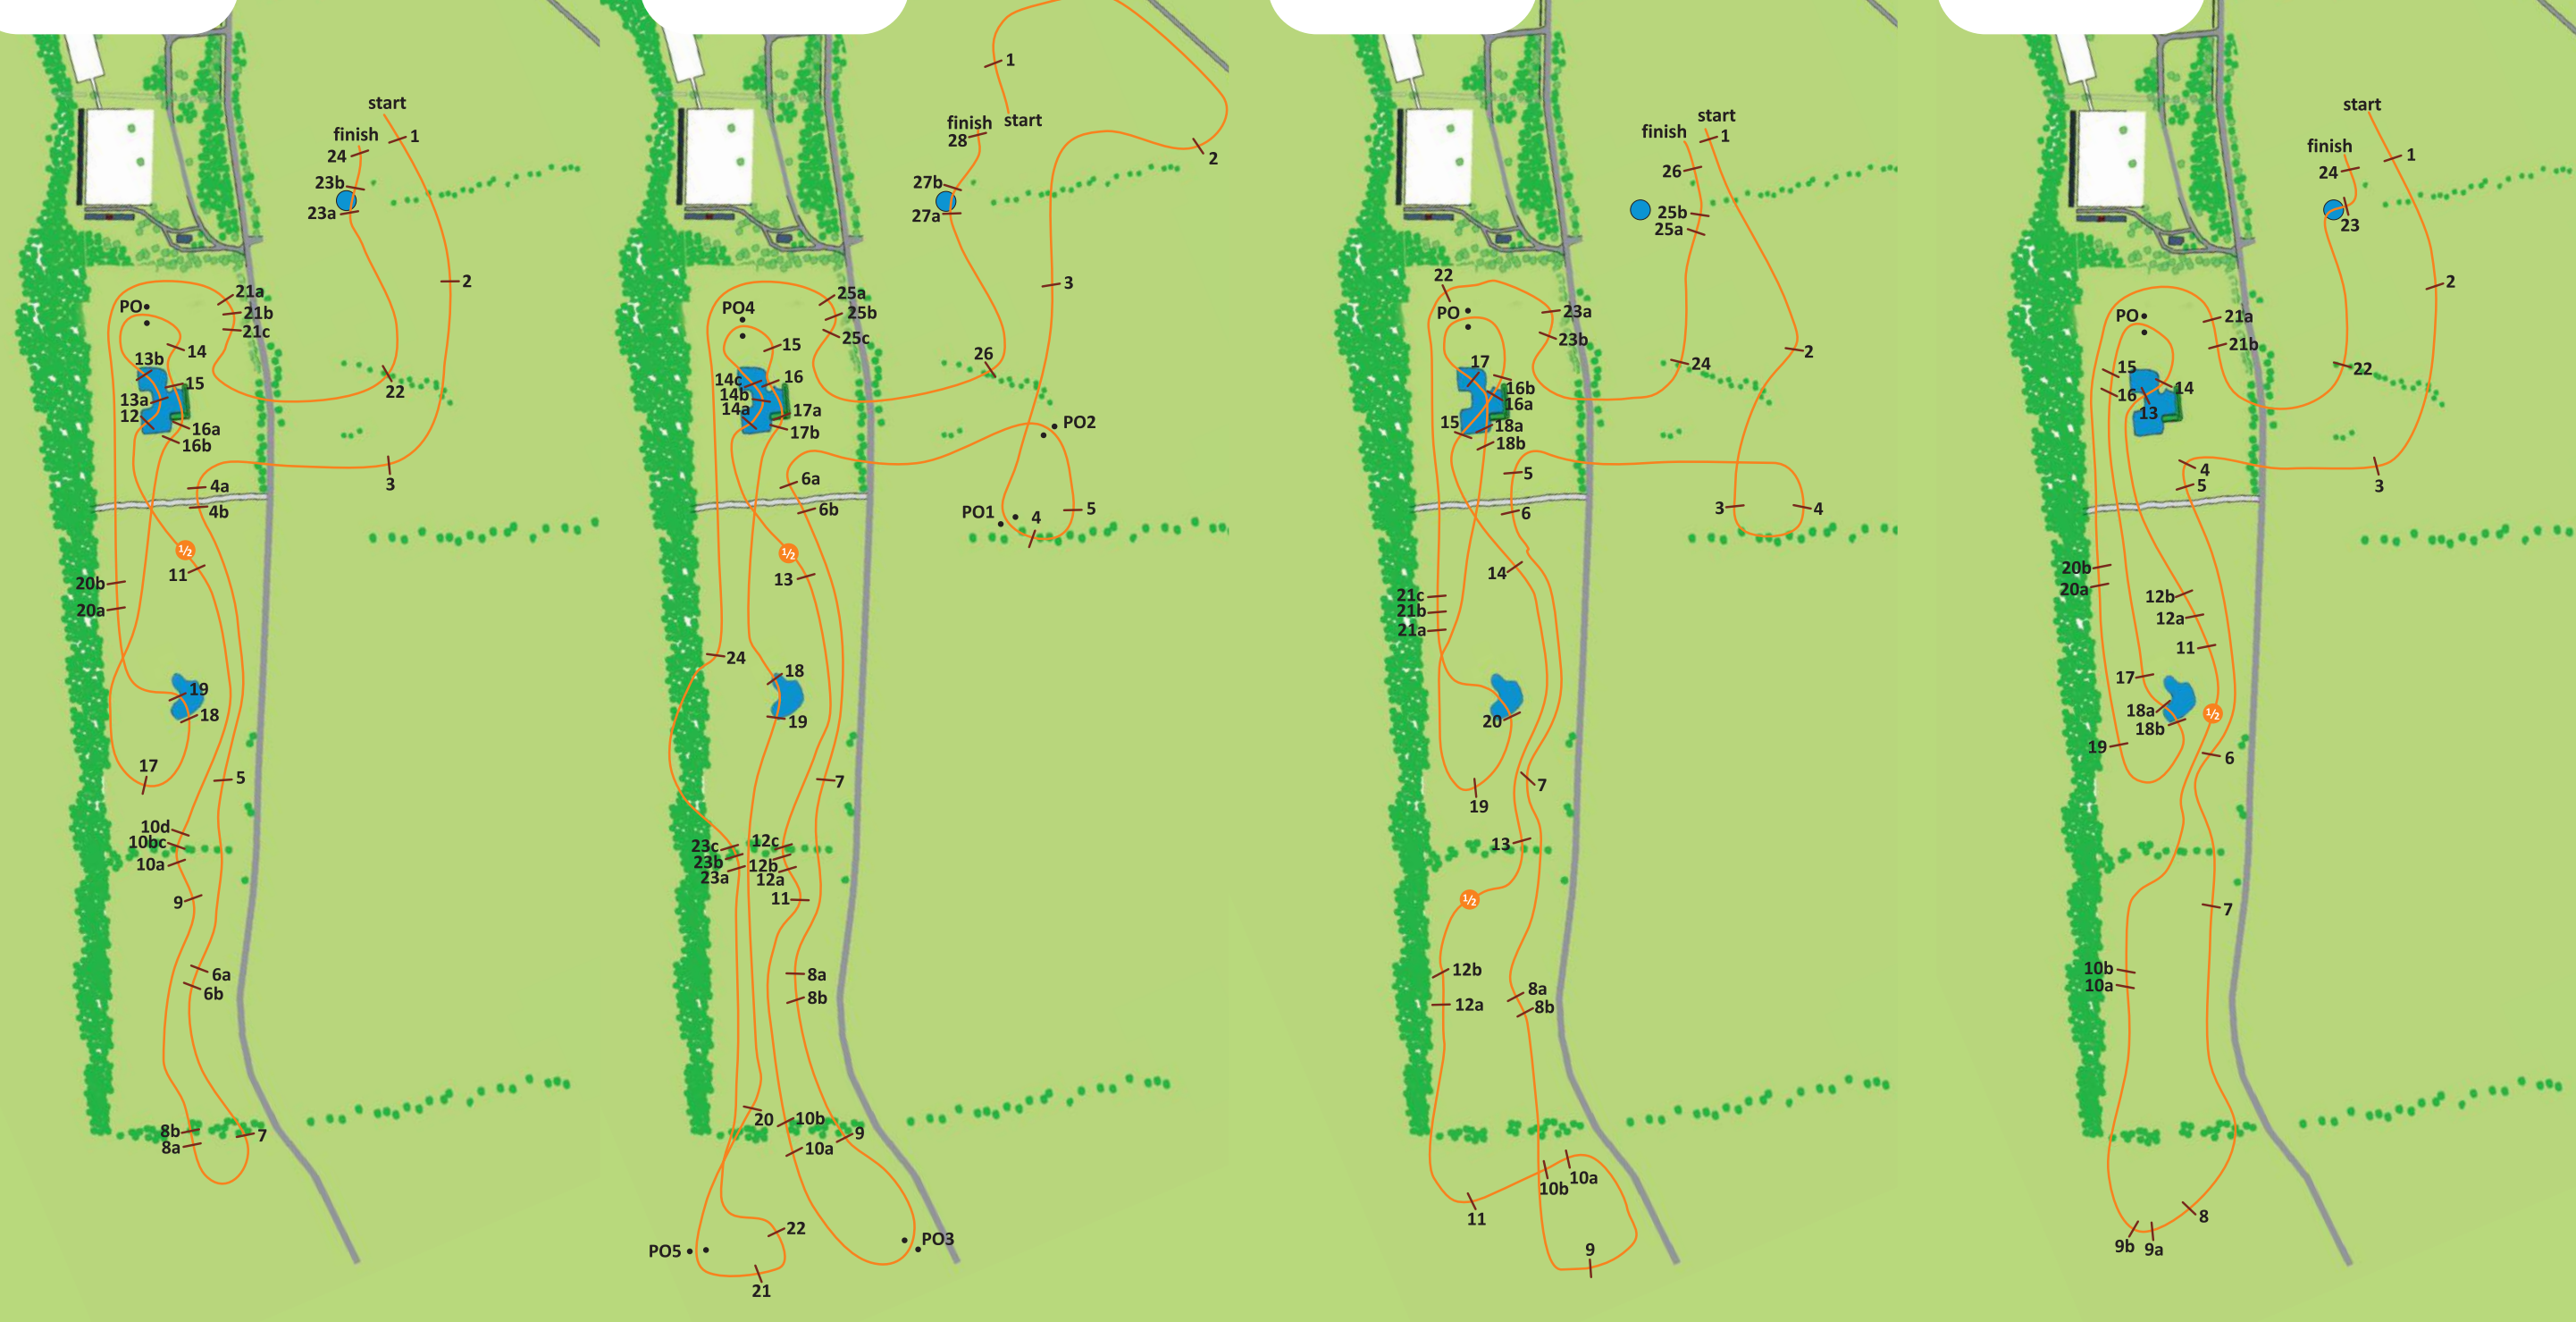 start
finish
1
24
23b
23a
2
21a
21b
21c
PO
14
13b
15
13a
12
16a
16b
22
3
4a
4b
½
11
20b
20a
19
18
17
5
10d
10bc
10a
9
6a
6b
8b
8a
7
1
start
finish
28
2
27b
27a
3
25a
25b
25c
PO4
15
26
14c
16
14b
14a
17a
17b
PO2
6a
6b
PO1
4
5
½
13
24
18
19
7
23c
12c
23b
12b
23a
12a
11
8a
8b
20
10b
10a
9
22
PO3
PO5
21
start
finish
1
26
25b
25a
22
PO
23a
23b
2
24
17
16b
16a
15
18a
18b
5
6
3
4
14
21c
21b
21a
20
19
7
13
½
12b
12a
8a
8b
10a
10b
11
9
start
finish
1
24
23
2
PO
21a
21b
22
15
14
16
13
4
5
3
20b
20a
12b
12a
11
17
18a
18b
½
19
6
7
10b
10a
8
9b
9a